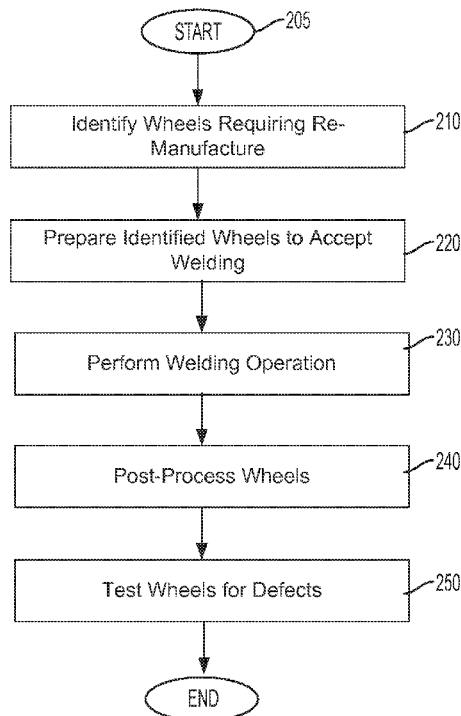 START
205
Identify Wheels Requiring Re-
Manufacture
210
Prepare Identified Wheels to Accept
Welding
220
Perform Welding Operation
230
Post-Process Wheels
240
Test Wheels for Defects
250
END